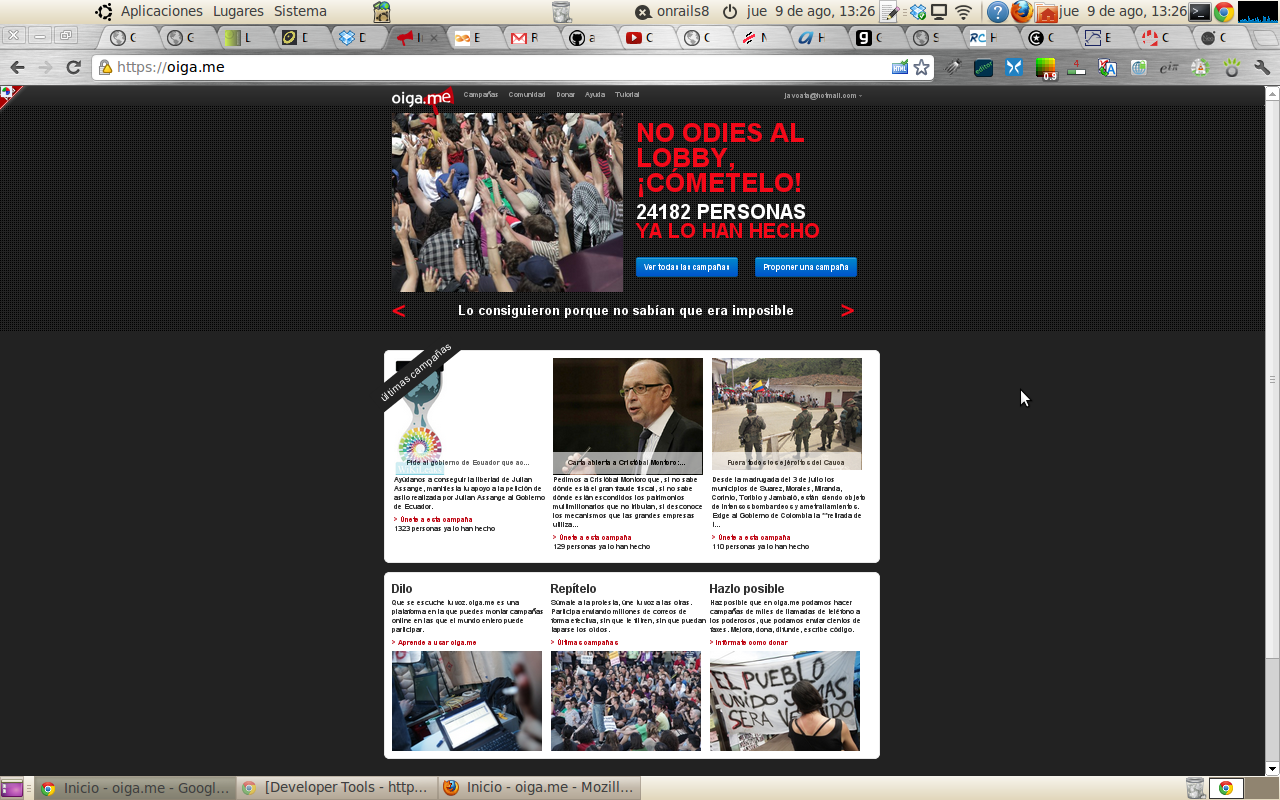 Aplicaciones Lugares Sistema
onrails8
jue 9 de ago, 13:26
jue 9 de ago, 13:26
https://oiga.me
oiga.me
Campañas Comunidad Donar Ayuda Tutorial
NO ODIES AL
LOBBY,
¡CÓMETELO!
24182 PERSONAS
YA LO HAN HECHO
Ver todas las campañas
Proponer una campaña
< Lo consiguieron porque no sabían que era imposible >
últimas campañas
Pide al gobierno de Ecuador que ao...
Ayúdanos a conseguir la libertad de Julian
Assange, manifiesta tu apoyo a la petición de
asilo realizada por Julian Assange al Gobierno
de Ecuador.
> Únete a esta campaña
1323 personas ya lo han hecho
Carta abierta a Cristóbal Montoro:...
Pedimos a Cristóbal Montoro que, si no sabe
dónde está el gran fraude fiscal, si no sabe
dónde están escondidos los patrimonios
multimillonarios que no tributan, si desconoce
los mecanismos que las grandes empresas
utiliza...
> Únete a esta campaña
129 personas ya lo han hecho
Fuera todos los ejércitos del Cauca
Desde la madrugada del 3 de julio los
municipios de Suarez, Morales, Miranda,
Corinto, Toribío y Jambaló, están siendo objeto
de intensos bombardeos y ametrallamientos.
Exige al Gobierno de Colombia la "retirada de
l...
> Únete a esta campaña
110 personas ya lo han hecho
Dilo
Que se escuche tu voz. oiga.me es una
plataforma en la que puedes montar campañas
online en las que el mundo entero puede
participar.
> Aprende a usar oiga.me
Repítelo
Súmate a la protesta, une tu voz a las otras.
Participa enviando millones de correos de
forma efectiva, sin que te filtren, sin que puedan
taparse los oídos.
> Últimas campañas
Hazlo posible
Haz posible que en oiga.me podamos hacer
campañas de miles de llamadas de teléfono a
los poderosos, que podamos enviar cientos de
faxes. Mejora, dona, difunde, escribe código.
> Infórmate como donar
EL PUEBLO
UNIDO JAMAS
SERA VENCIDO
Inicio - oiga.me - Googl...
[Developer Tools - http...
Inicio - oiga.me - Mozill...